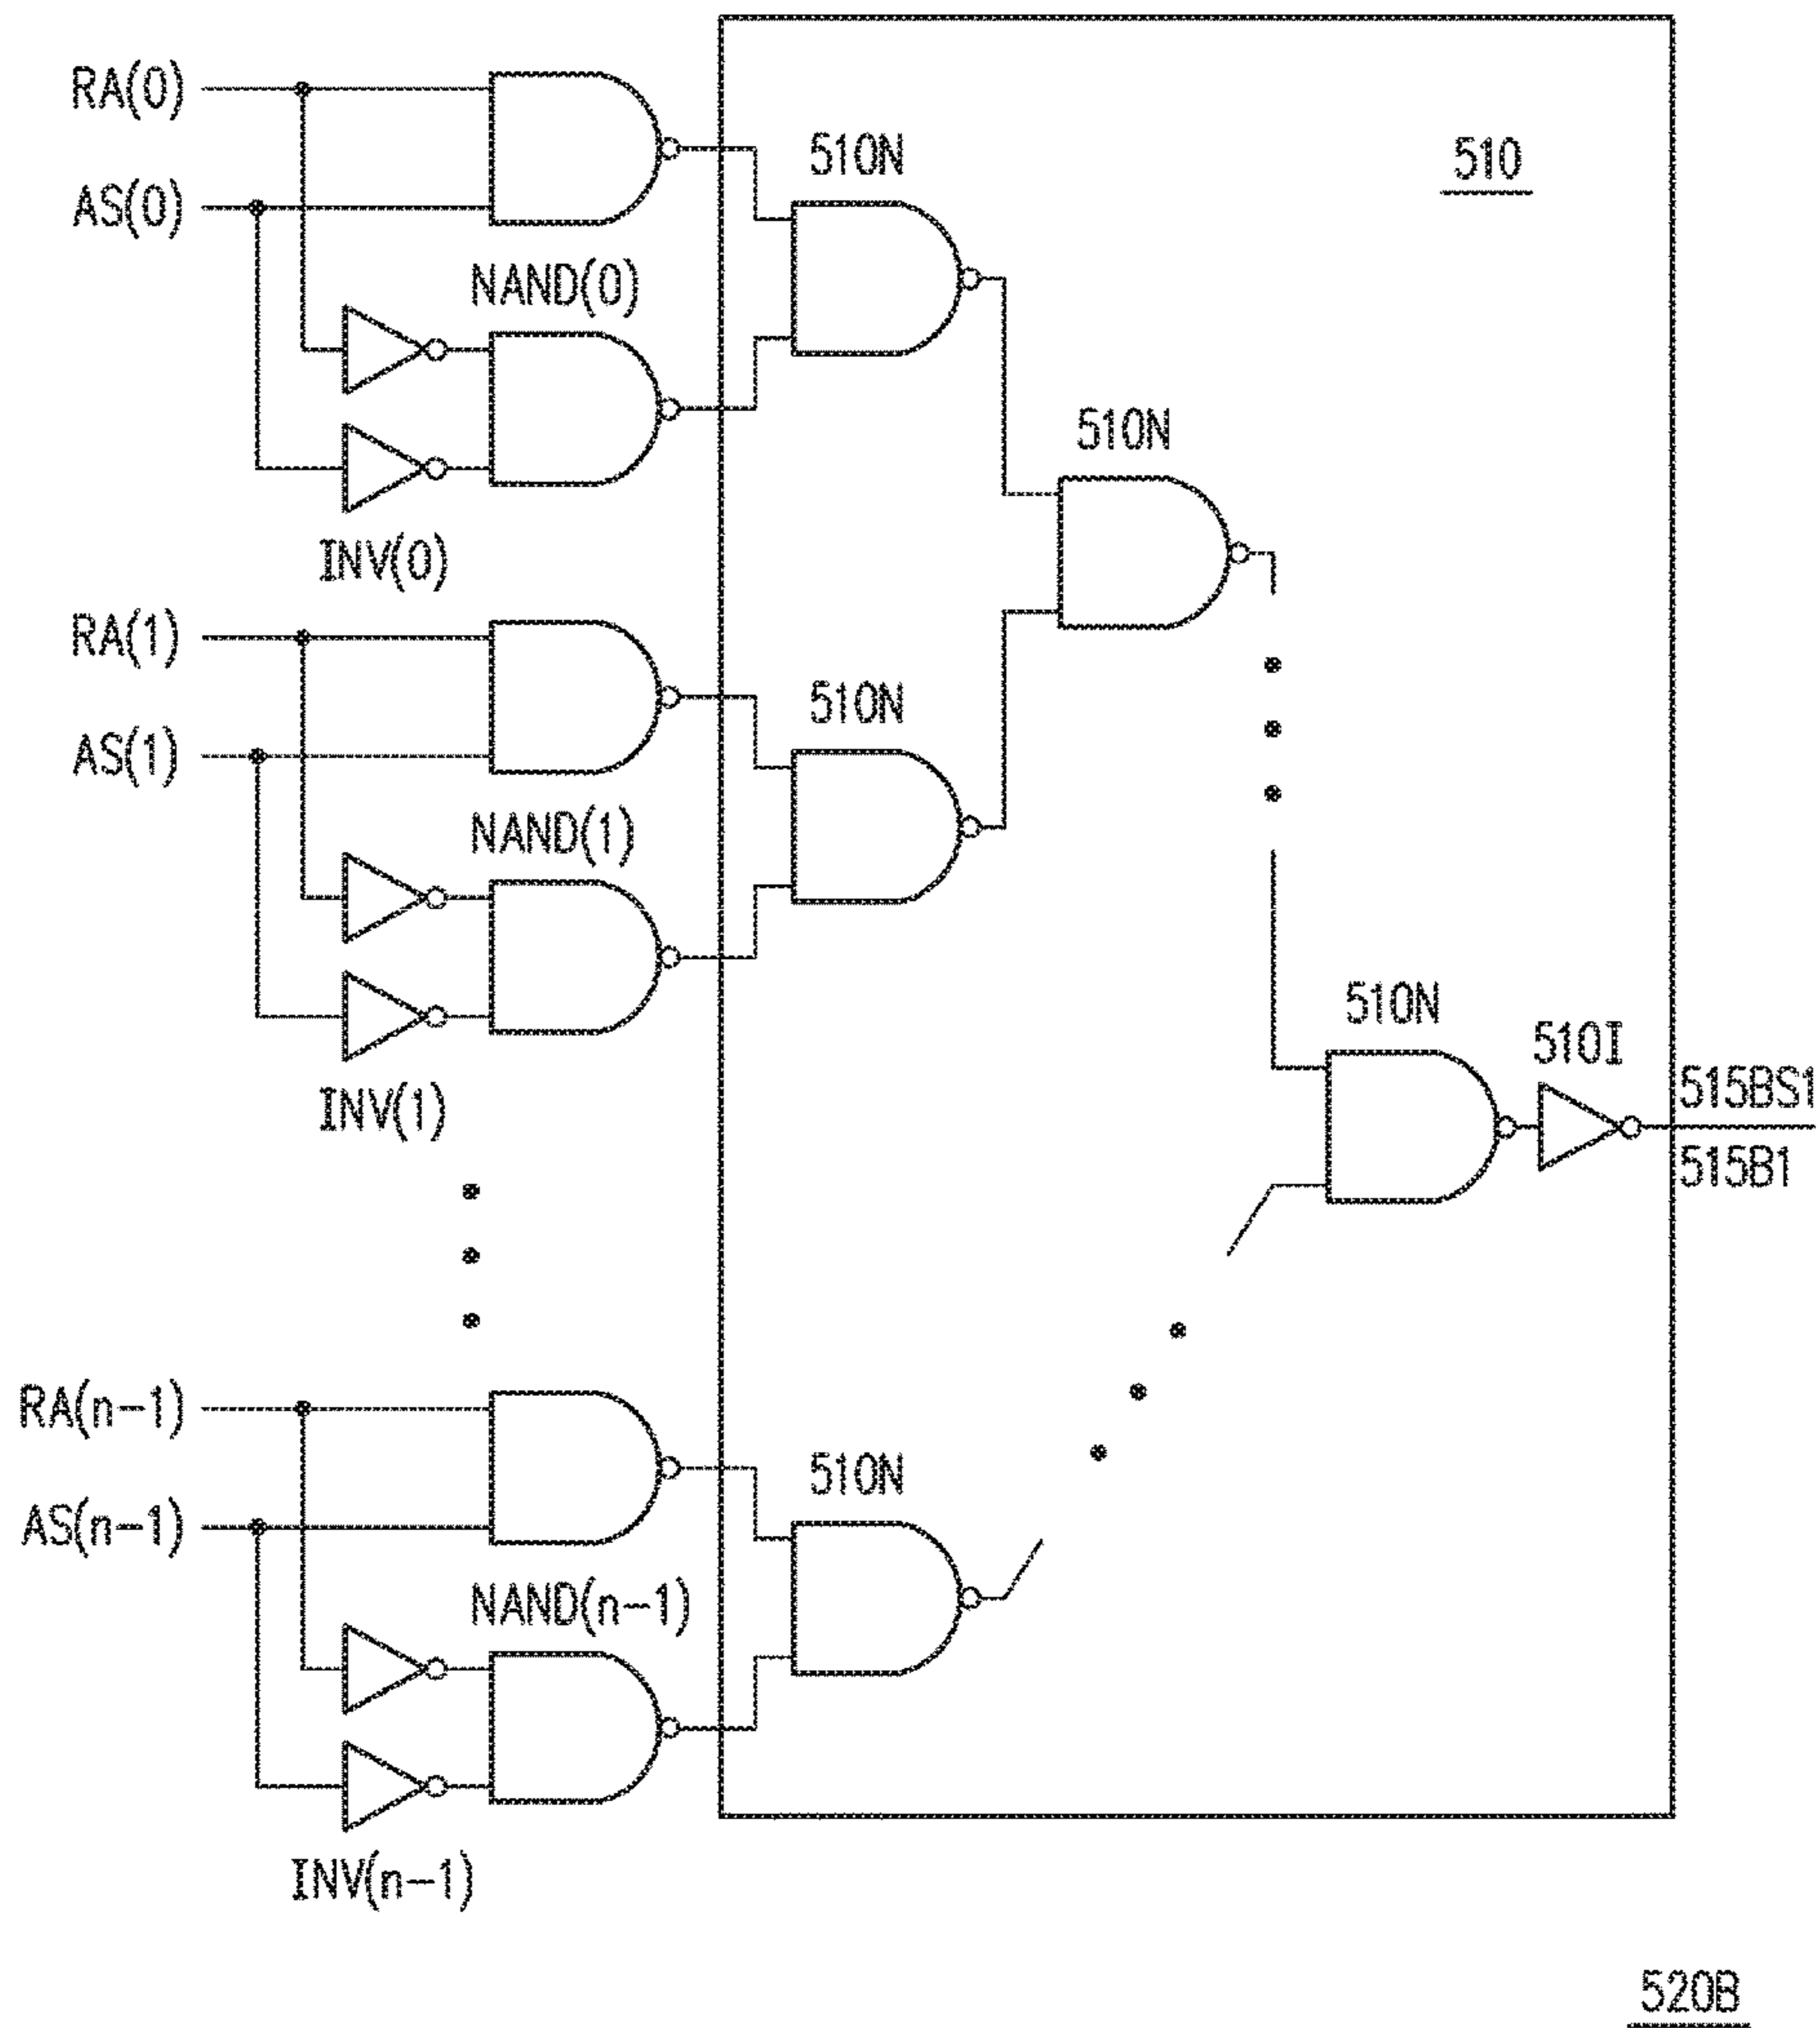 RA(0)
510N
510
AS(0)
NAND(0)
510N
INV(0)
RA(1)
510N
AS(1)
NAND(1)
510N
510I
515BS1
INV(1)
515B1
RA(n-1)
510N
AS(n-1)
NAND(n-1)
INV(n-1)
520B